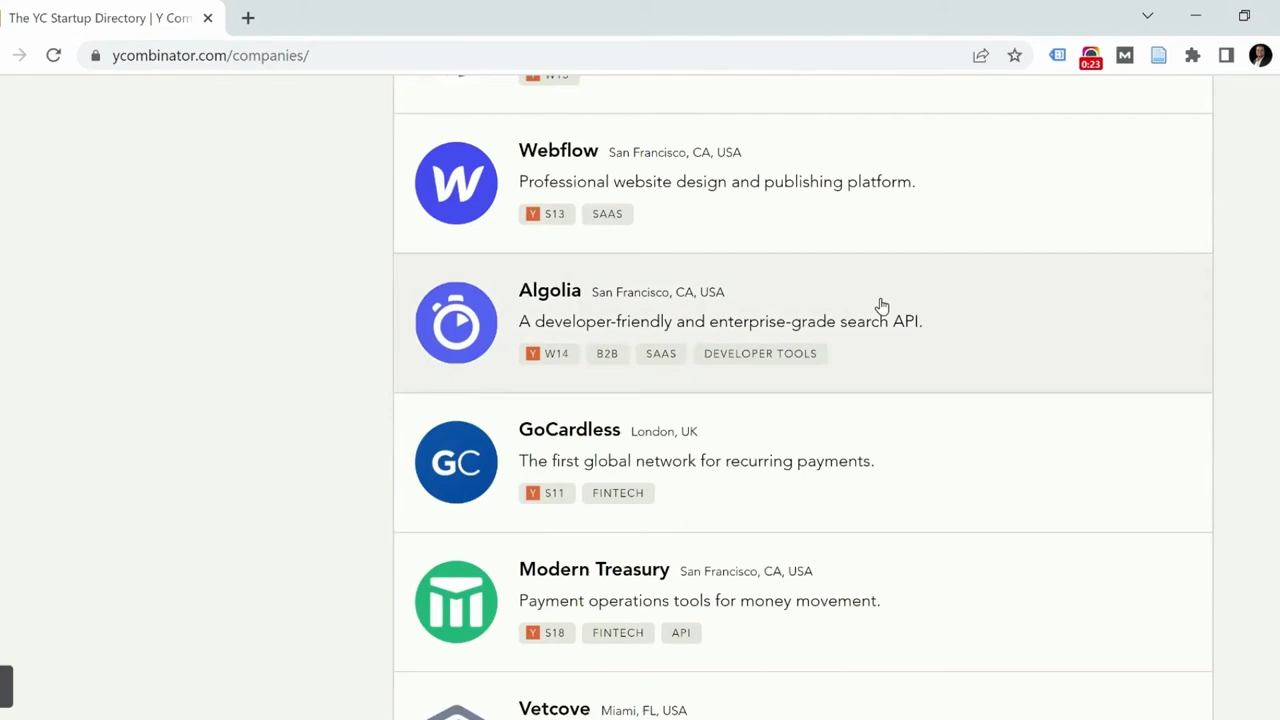 The YC Startup Directory | Y Com
ycombinator.com/companies/
0:23
M
W
Webflow San Francisco, CA, USA
Professional website design and publishing platform.
Y S13 SAAS
Algolia San Francisco, CA, USA
A developer-friendly and enterprise-grade search API.
Y W14 B2B SAAS DEVELOPER TOOLS
GC
GoCardless London, UK
The first global network for recurring payments.
Y S11 FINTECH
Modern Treasury San Francisco, CA, USA
Payment operations tools for money movement.
Y S18 FINTECH API
Vetcove Miami, FL, USA